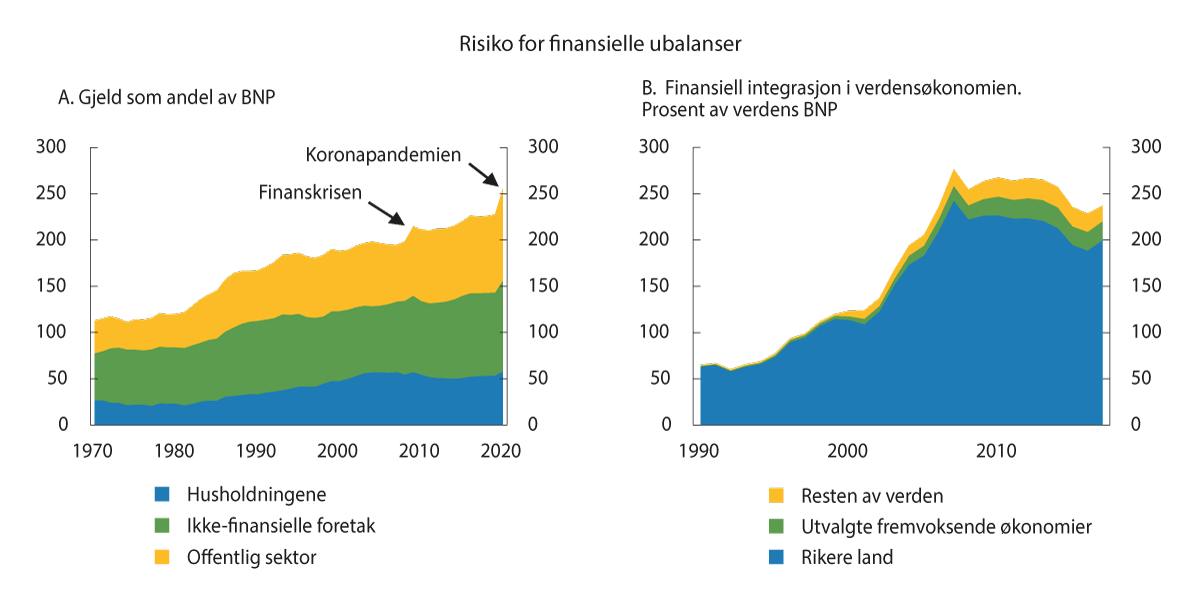 Risiko for finansielle ubalanser
A. Gjeld som andel av BNP
300
250
200
150
100
50
0
300
250
200
150
100
50
0
Koronapandemien
Finanskrisen
1970 1980 1990 2000 2010 2020
Husholdningene
Ikke-finansielle foretak
Offentlig sektor
B. Finansiell integrasjon i verdensøkonomien.
Prosent av verdens BNP
300
250
200
150
100
50
0
300
250
200
150
100
50
0
1990 2000 2010
Resten av verden
Utvalgte fremvoksende økonomier
Rikere land